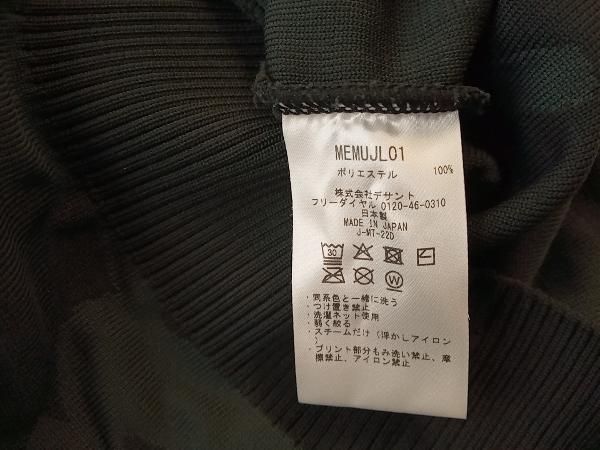 MEMUJL01
ポリエステル 100%
株式会社デサント
フリーダイヤル 0120-46-0310
日本製
MADE IN JAPAN
J-MT-22D
30
W
・同系色と一緒に洗う
・つけ置き禁止
・洗濯ネット使用
・弱く絞る
・スチームだけ（浮かしアイロン
）
・プリント部分もみ洗い禁止、摩
擦禁止、アイロン禁止